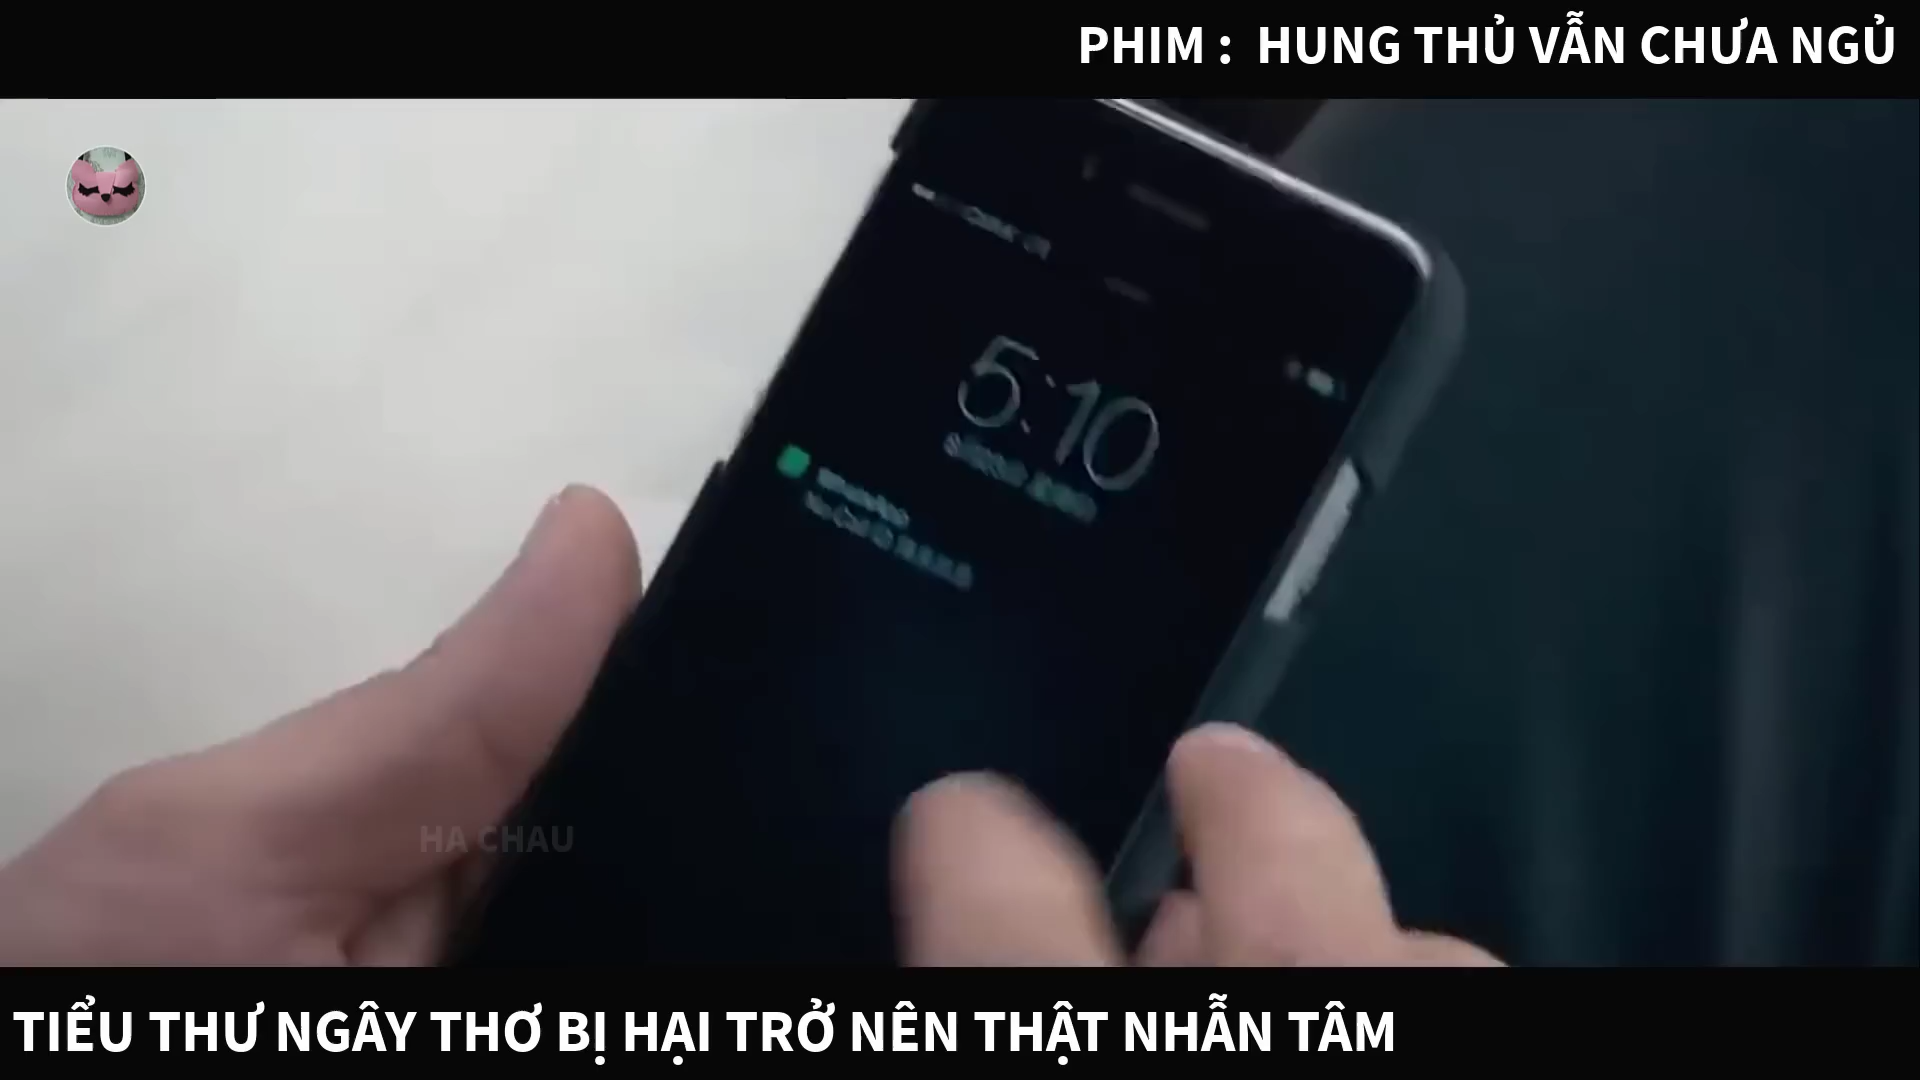 PHIM : HUNG THỦ VẪN CHƯA NGỦ
5:10
HA CHAU
TIỂU THƯ NGÂY THƠ BỊ HẠI TRỞ NÊN THẬT NHẪN TÂM